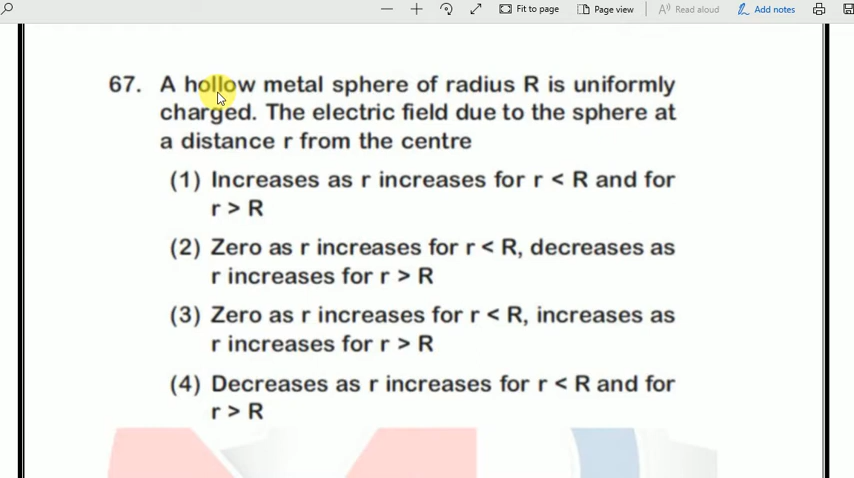 Fit to page Page view Read aloud Add notes
67. A hollow metal sphere of radius R is uniformly
charged. The electric field due to the sphere at
a distance r from the centre
(1) Increases as r increases for r < R and for
r > R
(2) Zero as r increases for r < R, decreases as
r increases for r > R
(3) Zero as r increases for r < R, increases as
r increases for r > R
(4) Decreases as r increases for r < R and for
r > R